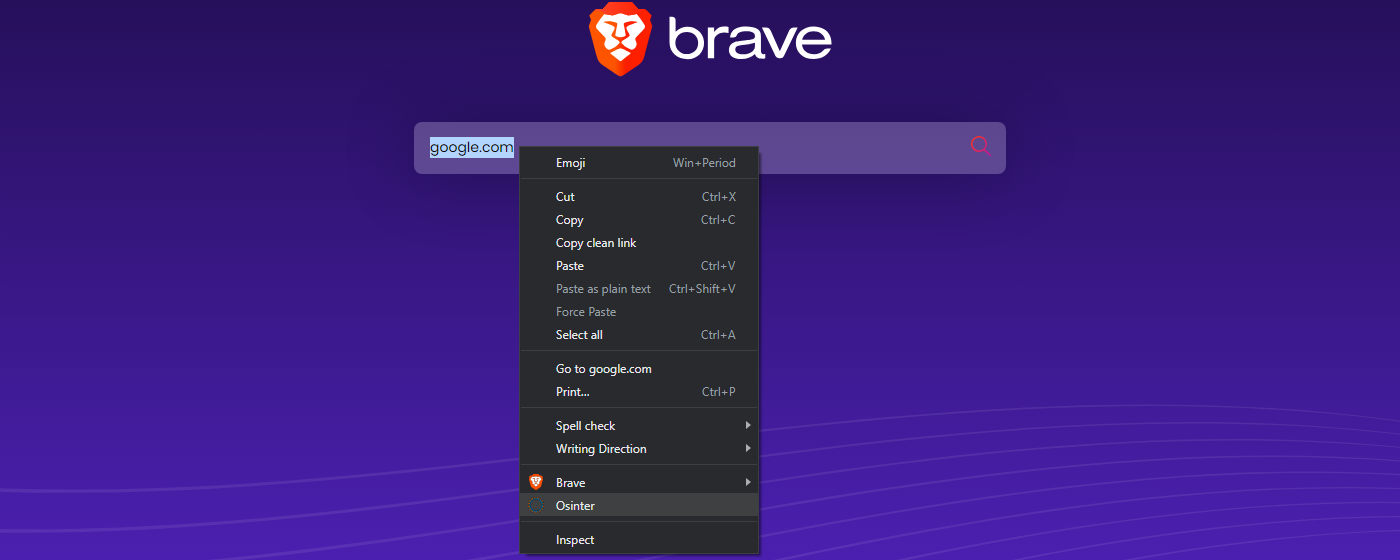 brave
google.com
Emoji Win+Period
Cut Ctrl+X
Copy Ctrl+C
Copy clean link
Paste Ctrl+V
Paste as plain text Ctrl+Shift+V
Force Paste
Select all Ctrl+A
Go to google.com
Print... Ctrl+P
Spell check
Writing Direction
Brave
Osinter
Inspect